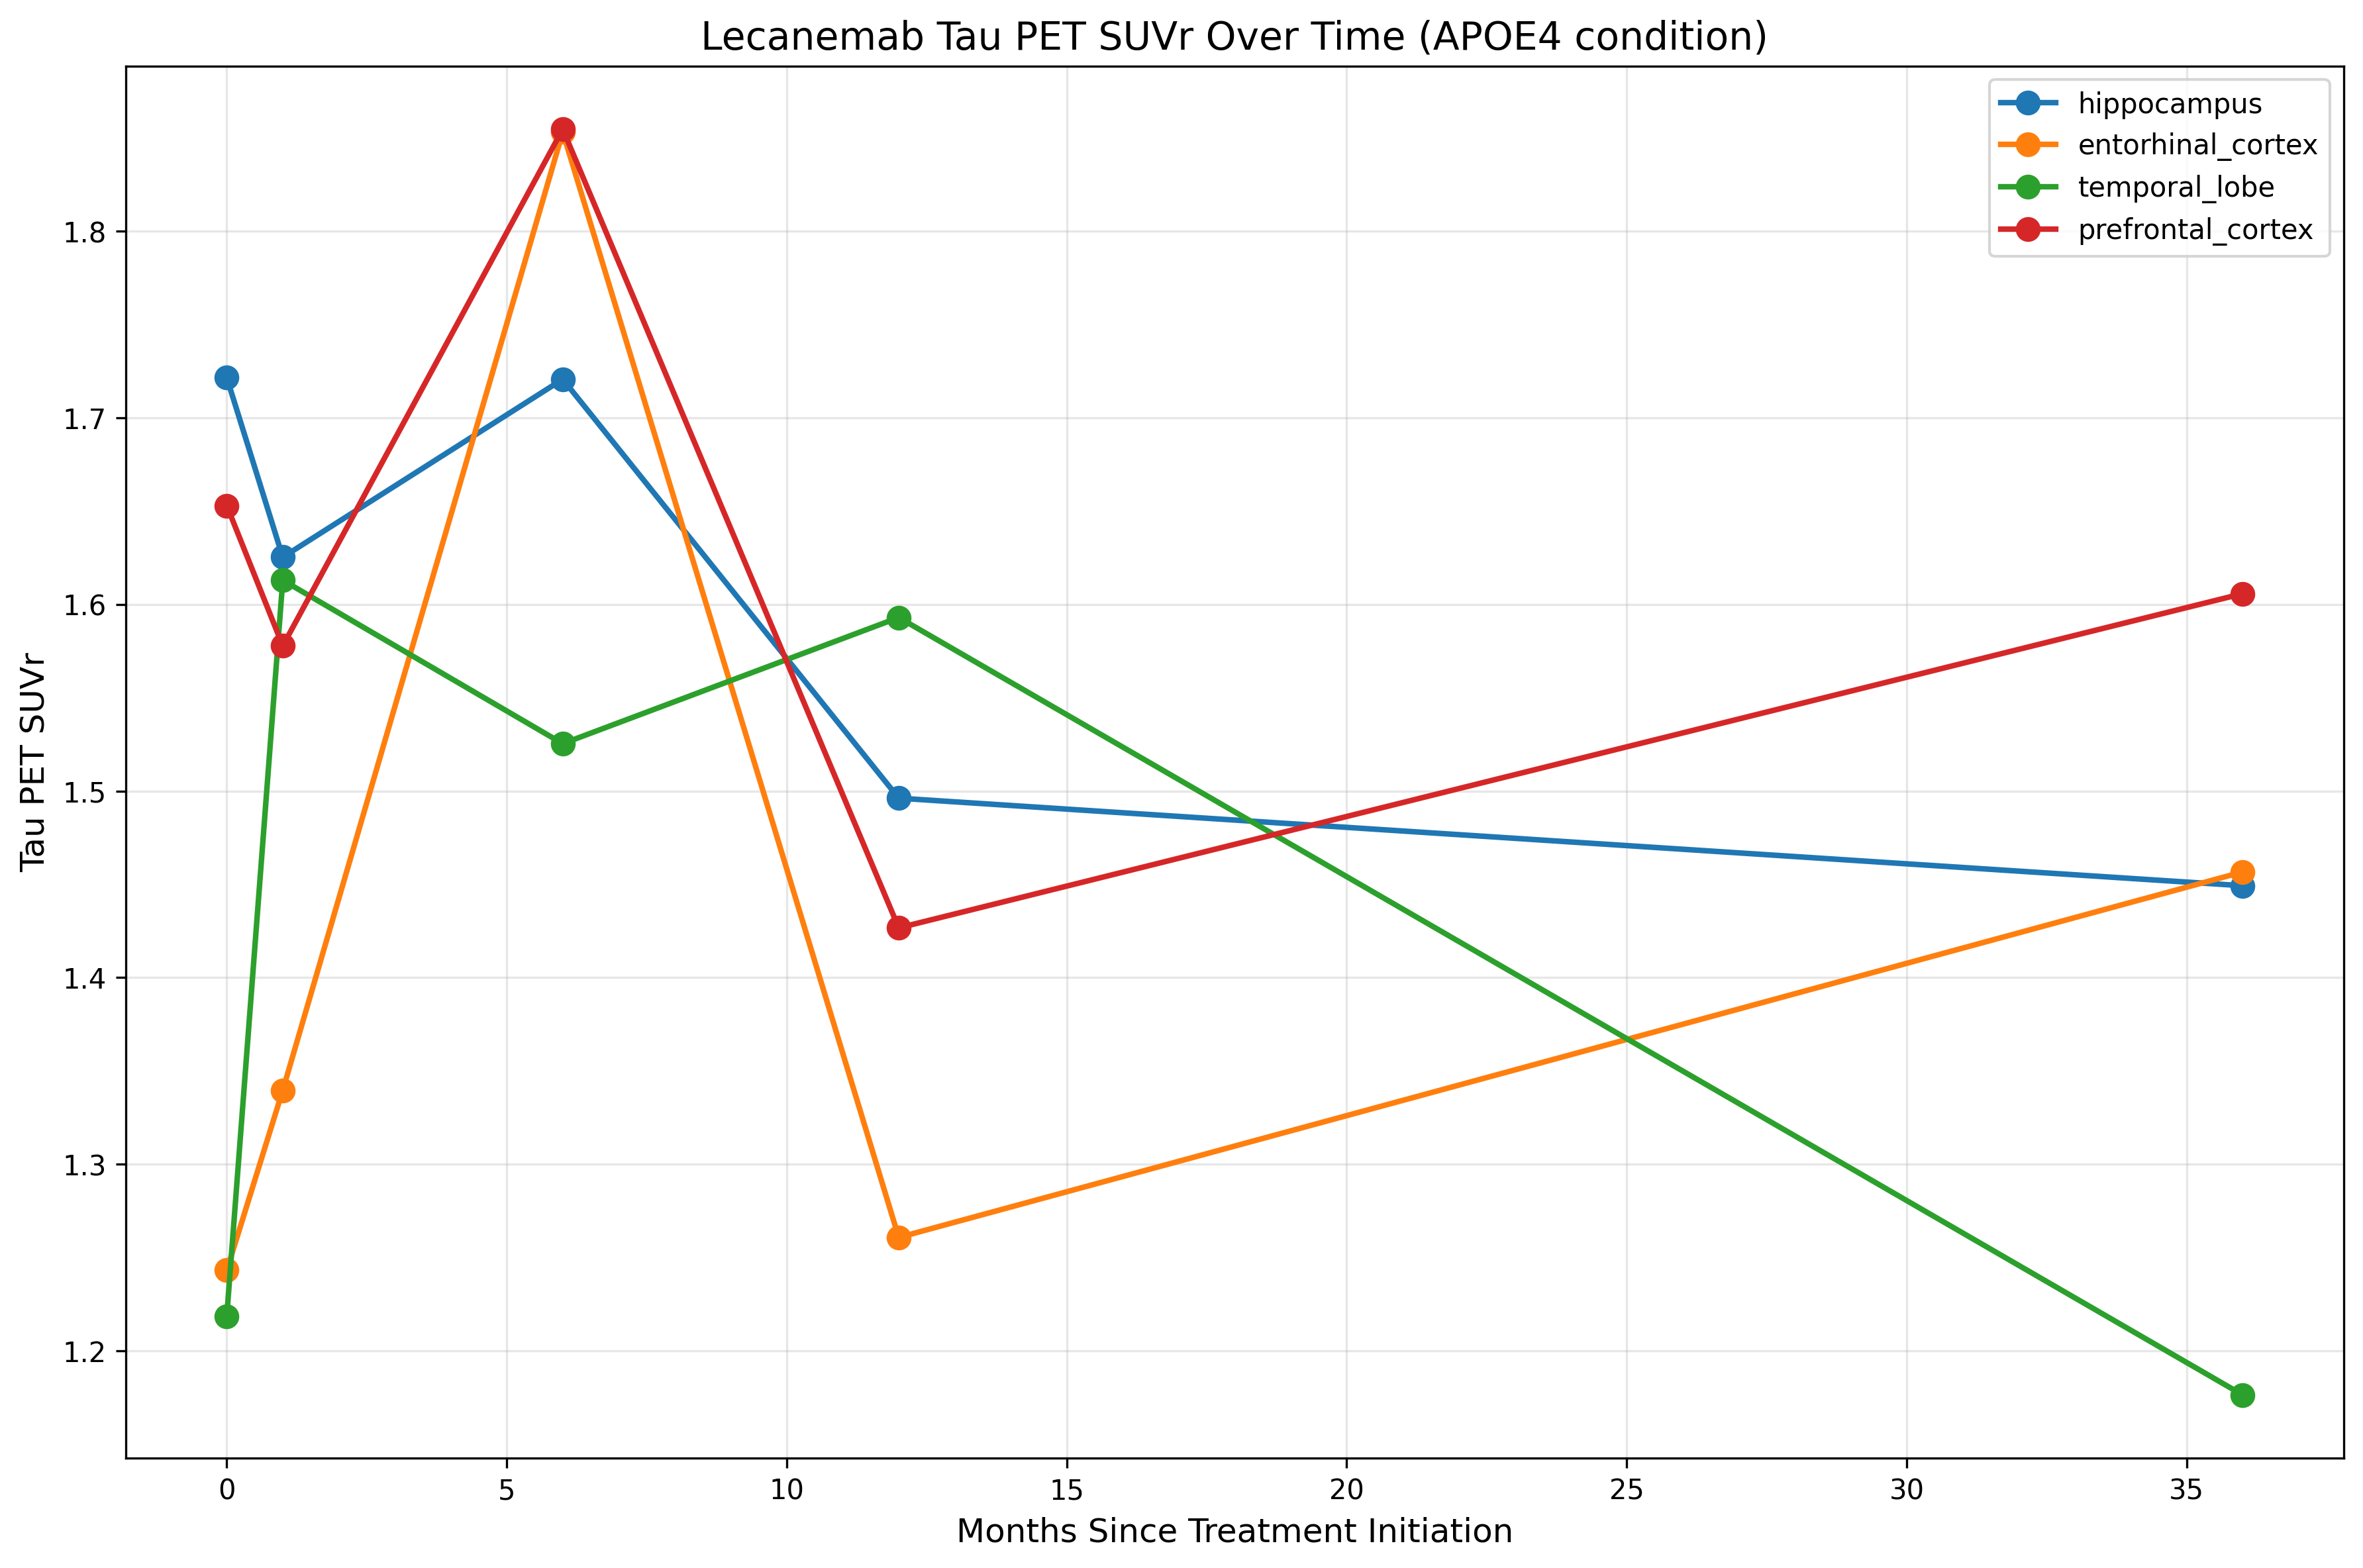 Lecanemab Tau PET SUVr Over Time (APOE4 condition)
hippocampus
entorhinal_cortex
temporal_lobe
prefrontal_cortex
Tau PET SUVr
1.8
1.7
1.6
1.5
1.4
1.3
1.2
0 5 10 15 20 25 30 35
Months Since Treatment Initiation